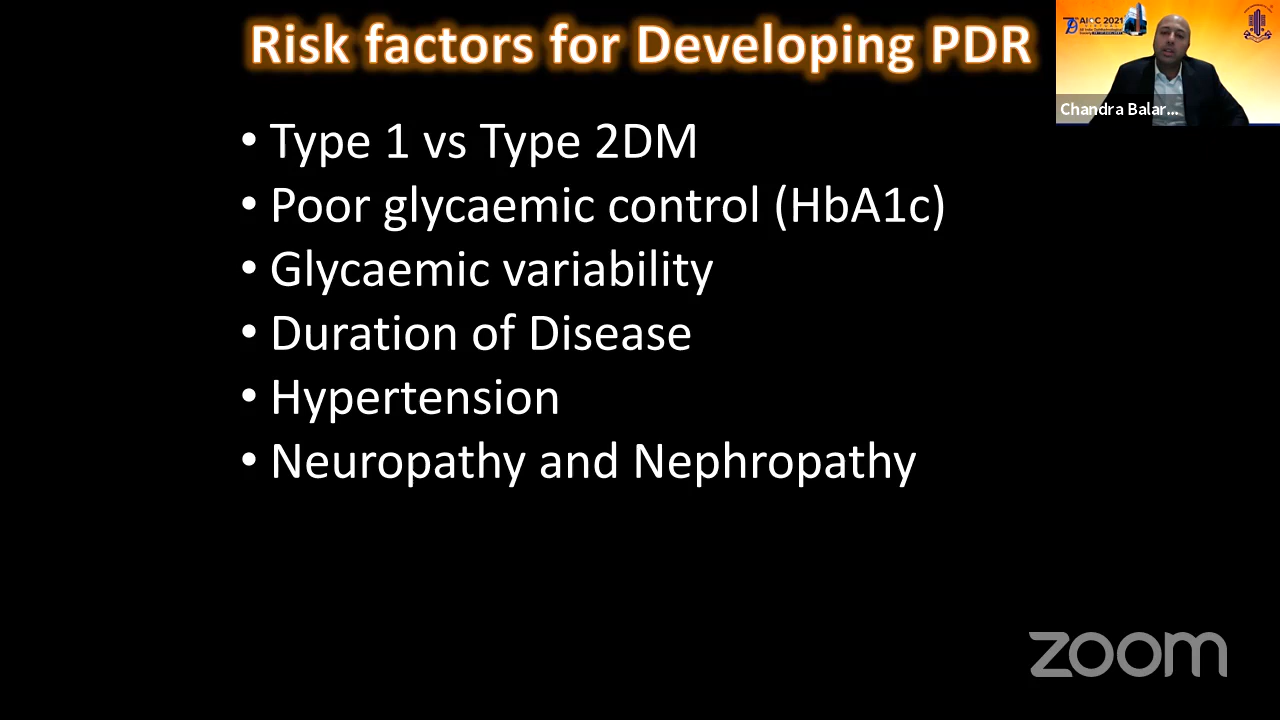 Risk factors for Developing PDR
• Type 1 vs Type 2DM
• Poor glycaemic control (HbA1c)
• Glycaemic variability
• Duration of Disease
• Hypertension
• Neuropathy and Nephropathy
AIOC 2021
Chandra Balar...
zoom